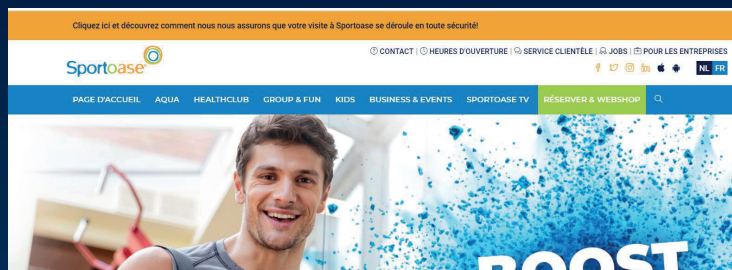 Cliquez ici et découvrez comment nous nous assurons que votre visite à Sportoase se déroule en toute sécurité!
CONTACT | HEURES D'OUVERTURE | SERVICE CLIENTÈLE | JOBS | POUR LES ENTREPRISES
Sportoase
NL FR
PAGE D'ACCUEIL AQUA HEALTHCLUB GROUP & FUN KIDS BUSINESS & EVENTS SPORTOASE TV RÉSERVER & WEBSHOP
BOOST